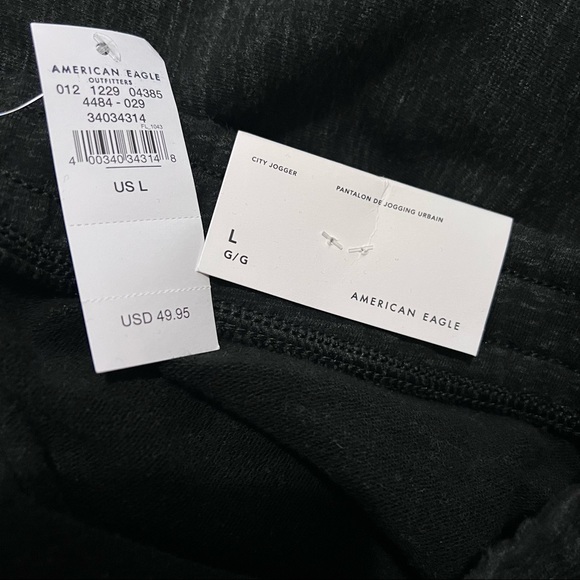 AMERICAN EAGLE
OUTFITTERS
012 1229 04385
4484-029
34034314
FL_1043
4 00340 34314 8
US L
USD 49.95
CITY JOGGER
PANTALON DE JOGGING URBAIN
L
G/G
AMERICAN EAGLE